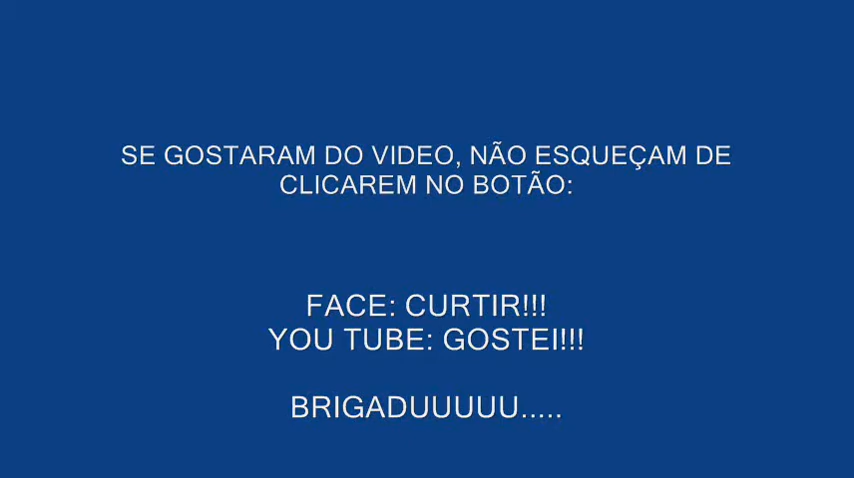 SE GOSTARAM DO VIDEO, NÃO ESQUEÇAM DE
CLICAREM NO BOTÃO:
FACE: CURTIR!!!
YOU TUBE: GOSTEI!!!
BRIGADUUUUU.....